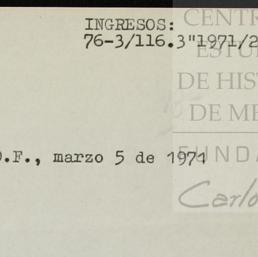 INGRESOS:
76-3/116.3"1971/2
D.F., marzo 5 de 1971
CENTR
ESTU
DE HIS
DE ME
FUNDA
Carlo